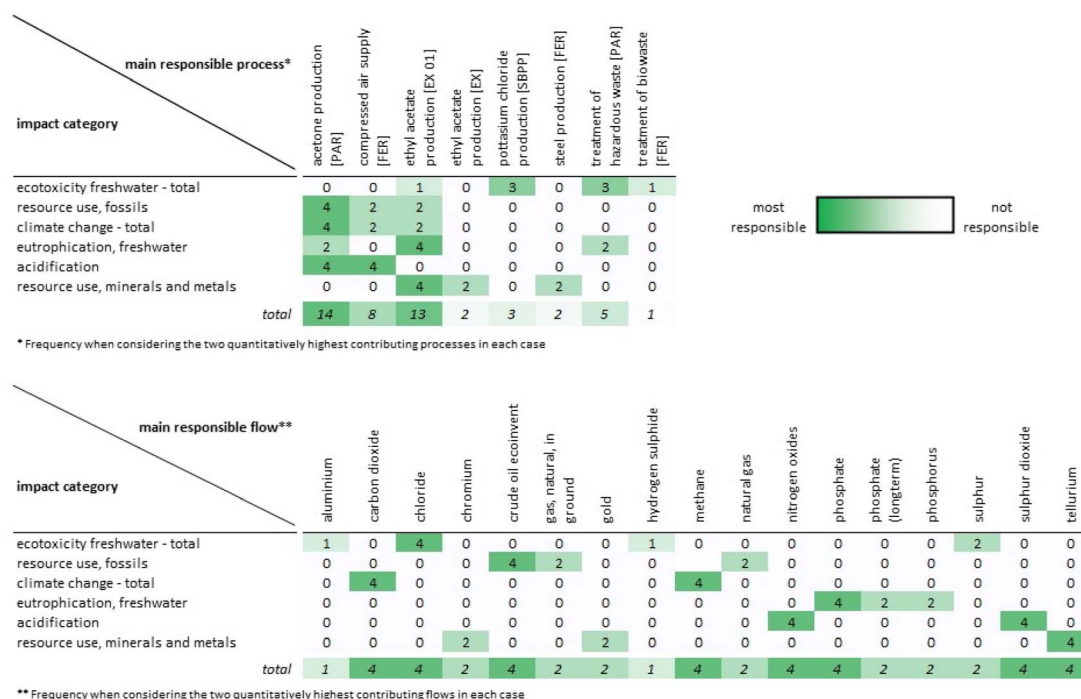 main responsible process*
impact category
acetone production [PAR]
compressed air supply [FER]
ethyl acetate production [EX 01]
ethyl acetate production [EX]
pottasium chloride production [SBPP]
steel production [FER]
treatment of hazardous waste [PAR]
treatment of biowaste [FER]
ecotoxicity freshwater - total 0 0 1 0 3 0 3 1
resource use, fossils 4 2 2 0 0 0 0 0
climate change - total 4 2 2 0 0 0 0 0
eutrophication, freshwater 2 0 4 0 0 0 2 0
acidification 4 4 0 0 0 0 0 0
resource use, minerals and metals 0 0 4 2 0 2 0 0
total 14 8 13 2 3 2 5 1
* Frequency when considering the two quantitatively highest contributing processes in each case
most responsible
not responsible
main responsible flow**
impact category
aluminium
carbon dioxide
chloride
chromium
crude oil ecoinvent
gas, natural, in ground
gold
hydrogen sulphide
methane
natural gas
nitrogen oxides
phosphate
phosphate (longterm)
phosphorus
sulphur
sulphur dioxide
tellurium
ecotoxicity freshwater - total 1 0 4 0 0 0 0 1 0 0 0 0 0 0 2 0 0
resource use, fossils 0 0 0 0 4 2 0 0 0 2 0 0 0 0 0 0 0
climate change - total 0 4 0 0 0 0 0 0 4 0 0 0 0 0 0 0 0
eutrophication, freshwater 0 0 0 0 0 0 0 0 0 0 0 4 2 2 0 0 0
acidification 0 0 0 0 0 0 0 0 0 0 4 0 0 0 0 4 0
resource use, minerals and metals 0 0 0 2 0 0 2 0 0 0 0 0 0 0 0 0 4
total 1 4 4 2 4 2 2 1 4 2 4 4 2 2 2 4 4
** Frequency when considering the two quantitatively highest contributing flows in each case